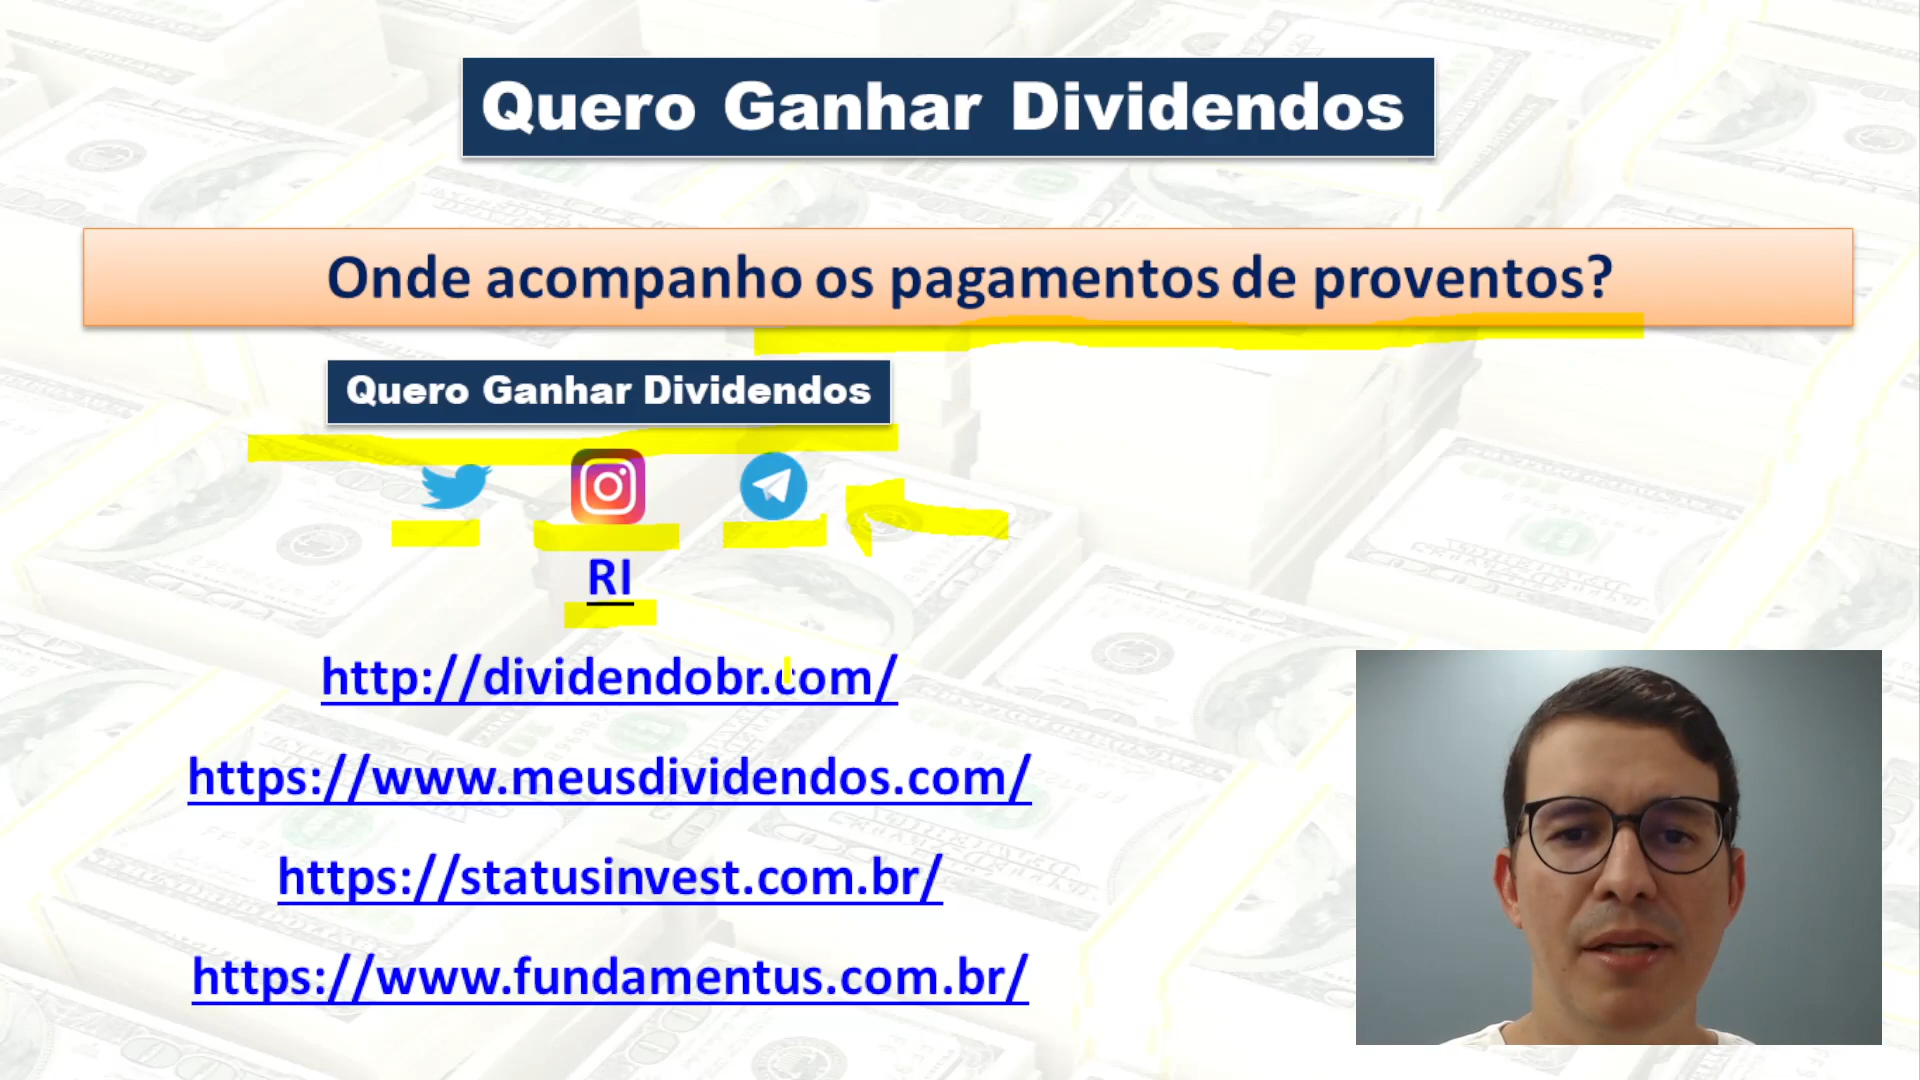 Quero Ganhar Dividendos
Onde acompanho os pagamentos de proventos?
Quero Ganhar Dividendos
RI
http://dividendobr.com/
https://www.meusdividendos.com/
https://statusinvest.com.br/
https://www.fundamentus.com.br/